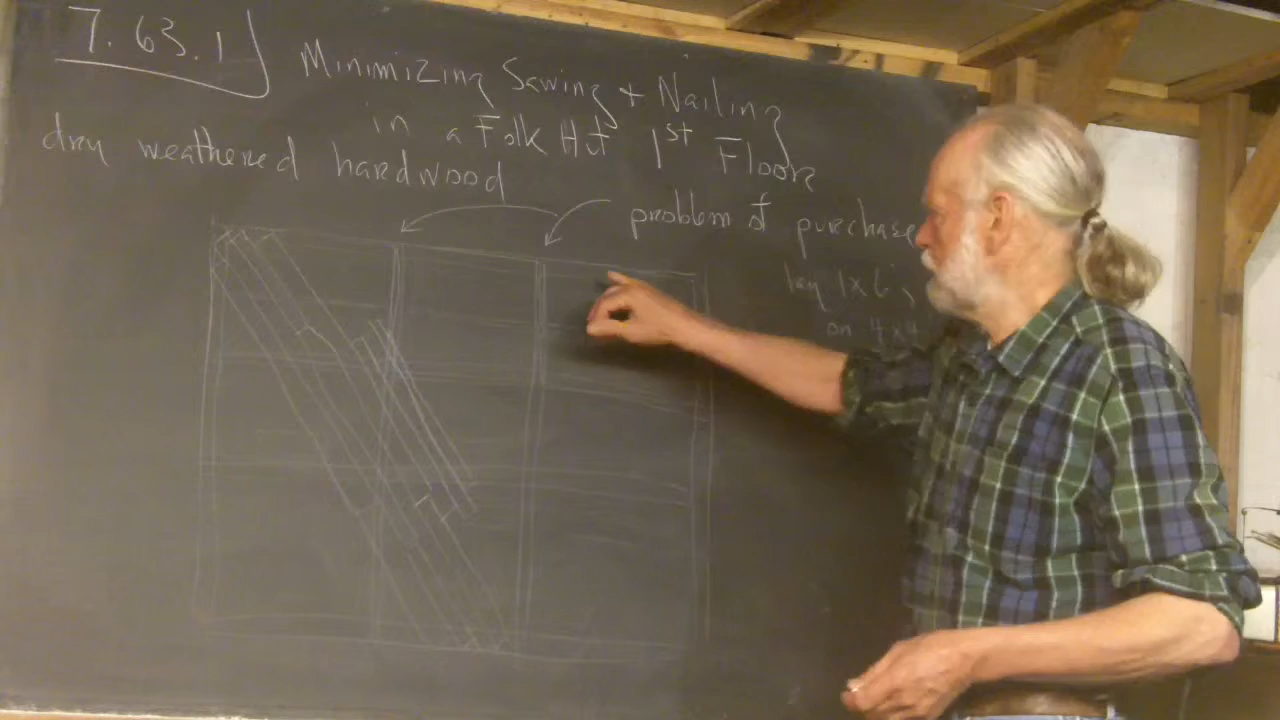 7.63.1
Minimizing Sawing + Nailing
in a Folk Hut 1st Floor
dry weathered hardwood
problem of purchase
lay 1x6,
on 4x4